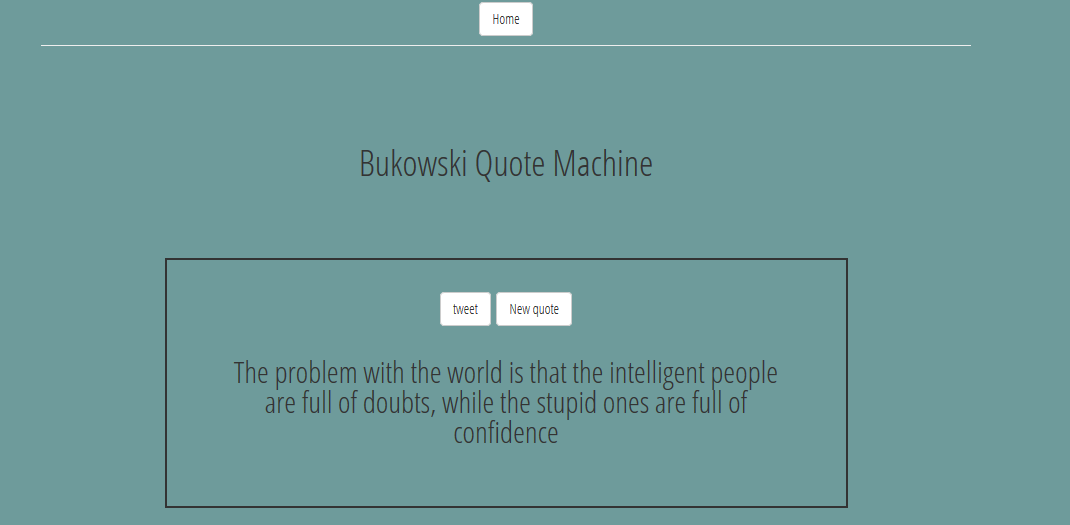 Home
Bukowski Quote Machine
tweet New quote
The problem with the world is that the intelligent people
are full of doubts, while the stupid ones are full of
confidence